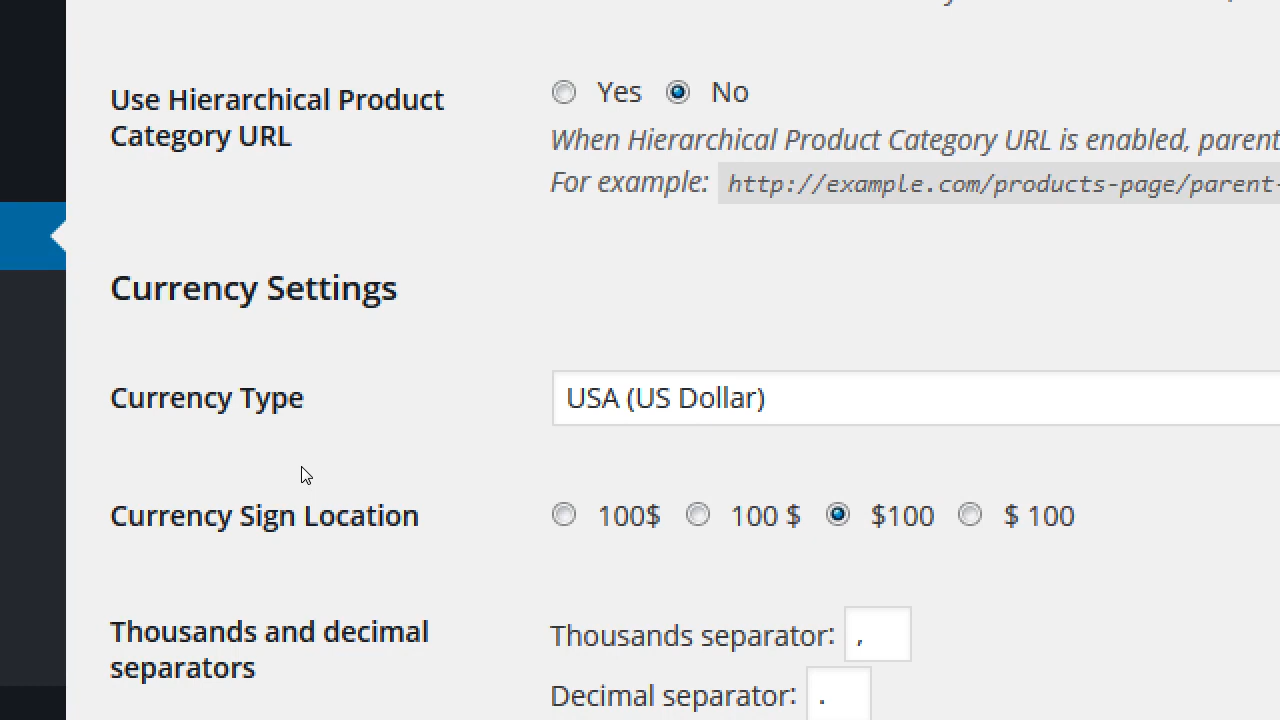 Use Hierarchical Product
Category URL
Yes No
When Hierarchical Product Category URL is enabled, parent
For example: http://example.com/products-page/parent-
Currency Settings
Currency Type
USA (US Dollar)
Currency Sign Location
100$ 100 $ $100 $ 100
Thousands and decimal
separators
Thousands separator: ,
Decimal separator: .